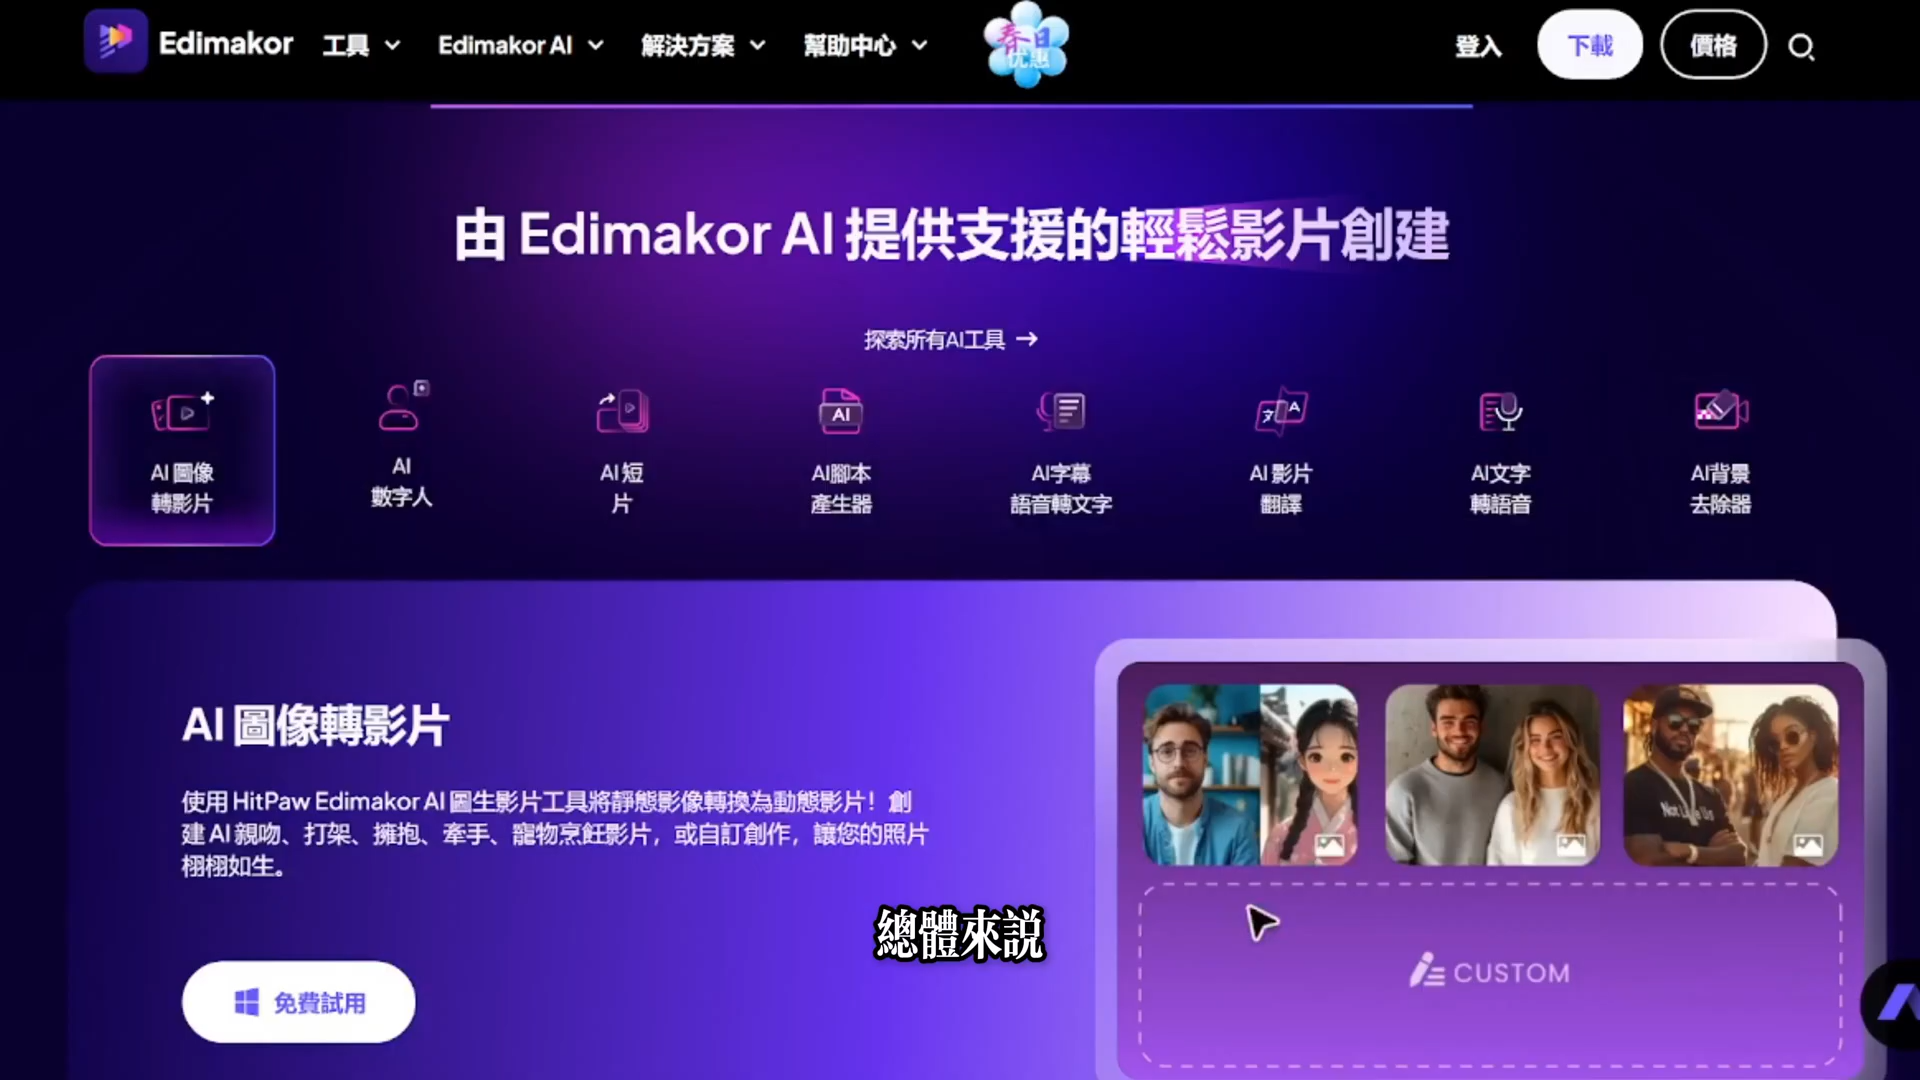 Edimakor
工具
Edimakor AI
解決方案
幫助中心
春日
优惠
登入
下載
價格
由 Edimakor AI 提供支援的輕鬆影片創建
探索所有AI工具 →
AI 圖像
轉影片
AI
數字人
AI 短
片
AI
AI腳本
產生器
AI字幕
語音轉文字
文 A
AI 影片
翻譯
AI文字
轉語音
AI背景
去除器
AI 圖像轉影片
使用 HitPaw Edimakor AI 圖生影片工具將靜態影像轉換為動態影片！創
建 AI 親吻、打架、擁抱、牽手、寵物烹飪影片，或自訂創作，讓您的照片
栩栩如生。
免費試用
CUSTOM
總體來説